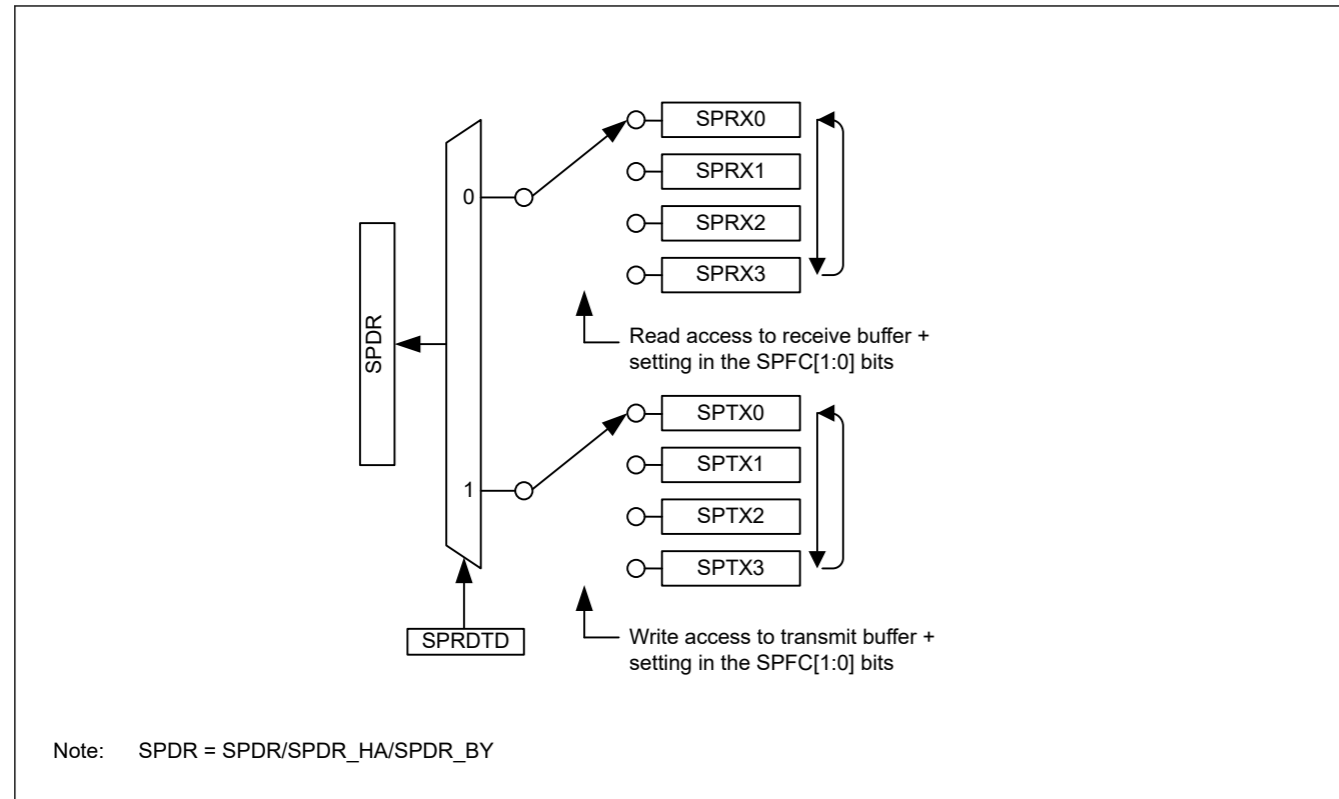 SPRX0
SPRX1
0
SPRX2
SPRX3
SPDR
Read access to receive buffer +
setting in the SPFC[1:0] bits
SPTX0
SPTX1
1
SPTX2
SPTX3
SPRDTD
Write access to transmit buffer +
setting in the SPFC[1:0] bits
Note: SPDR = SPDR/SPDR_HA/SPDR_BY